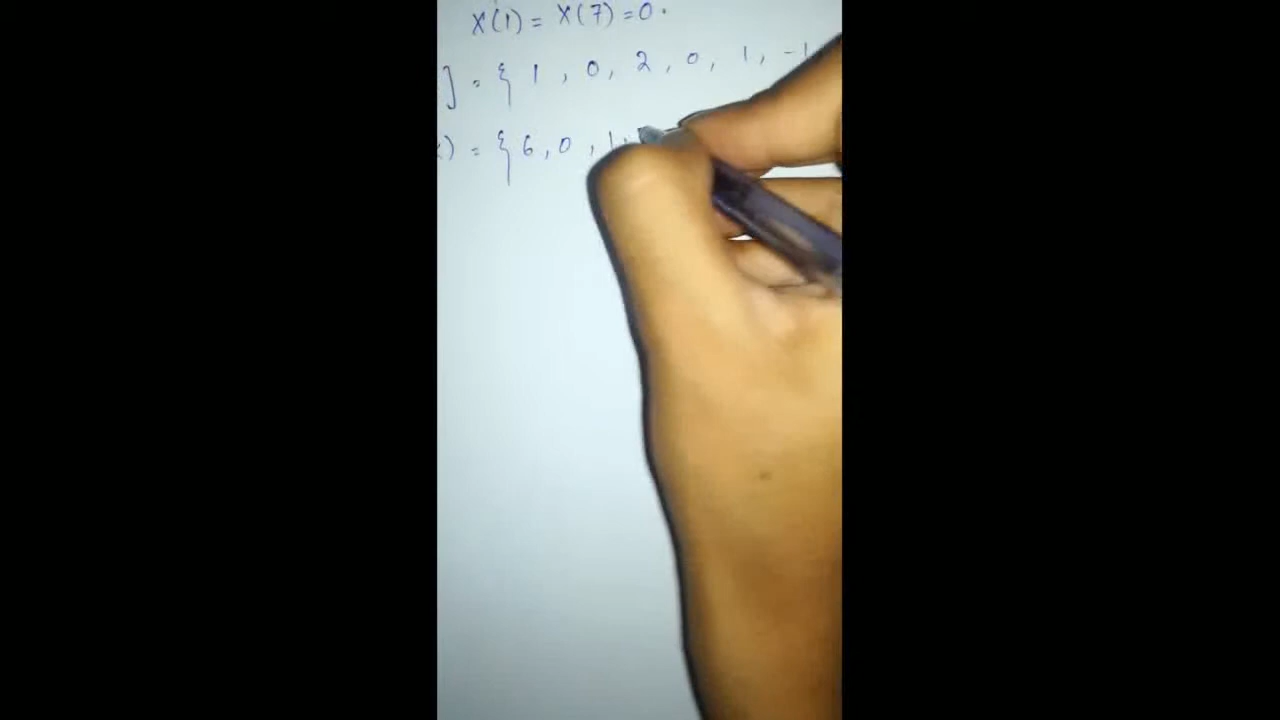 X(1) = X(7) = 0.
] = { 1 , 0 , 2 , 0 , 1 , -1
) = { 6 , 0 , 1